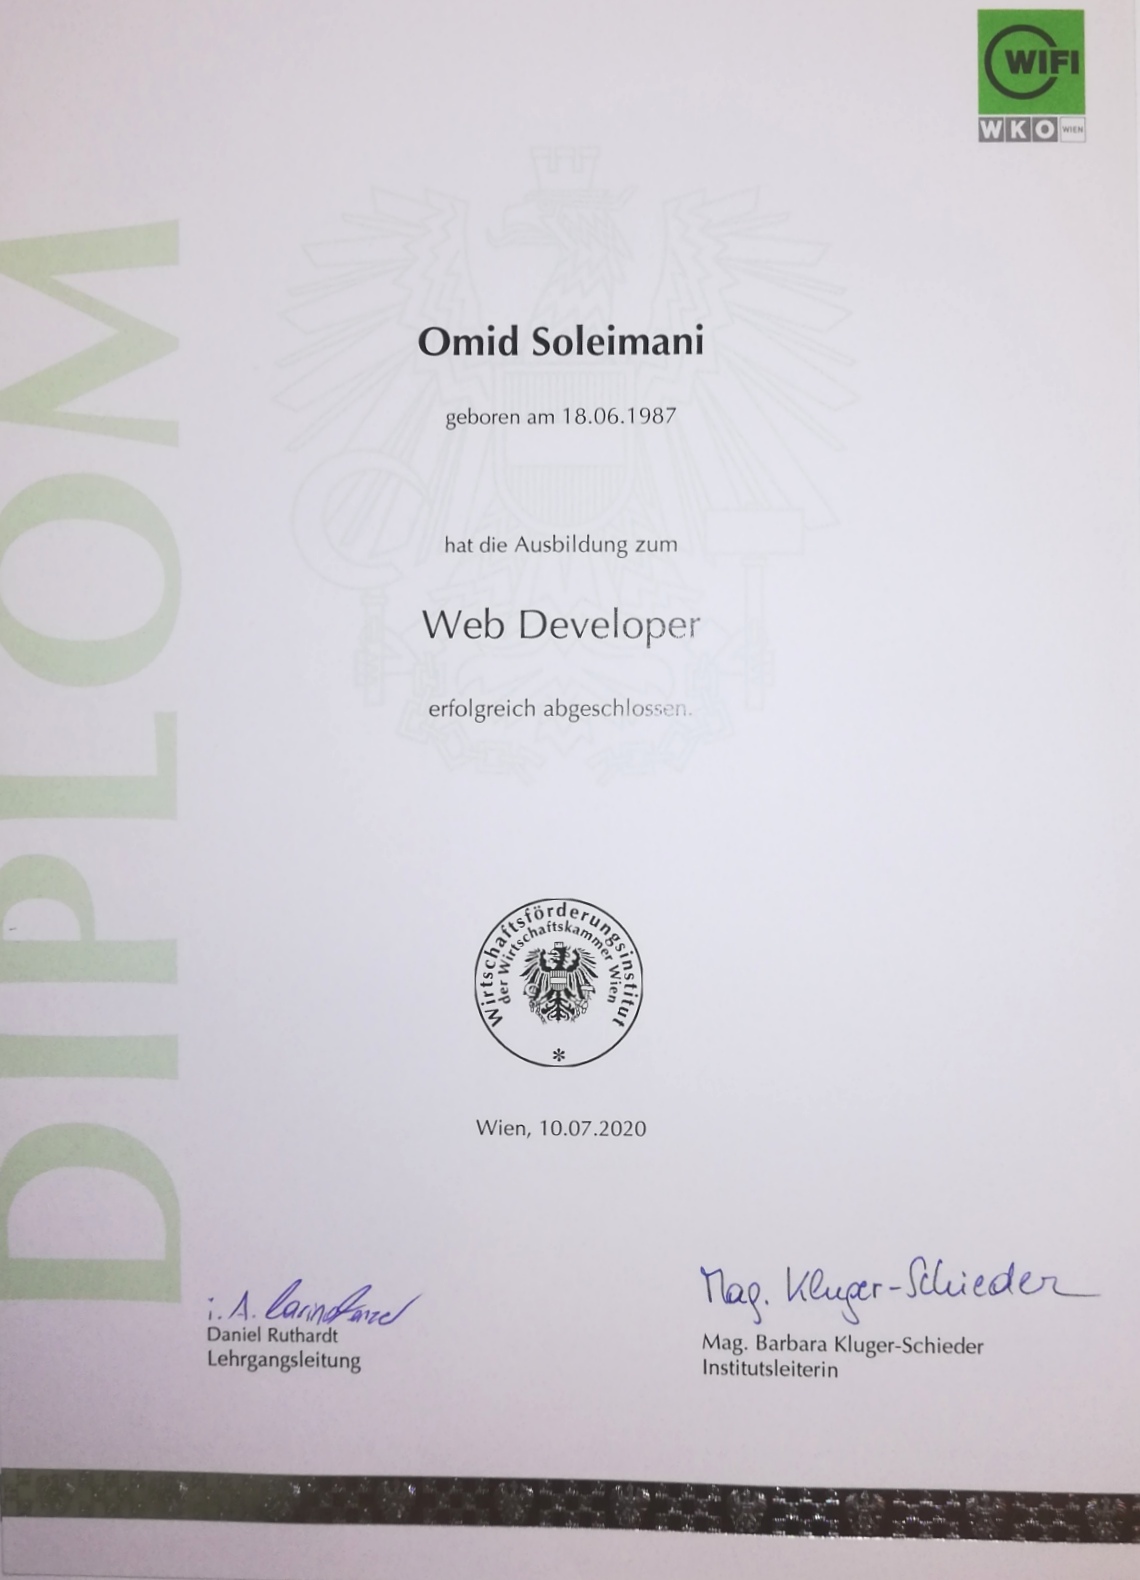 WIFI
WKO WIEN
DIPLOM
Omid Soleimani
geboren am 18.06.1987
hat die Ausbildung zum
Web Developer
erfolgreich abgeschlossen.
Wirtschaftsförderungsinstitut
der Wirtschaftskammer Wien
*
Wien, 10.07.2020
i. A.
Daniel Ruthardt
Lehrgangsleitung
Mag. Kluger-Schieder
Mag. Barbara Kluger-Schieder
Institutsleiterin